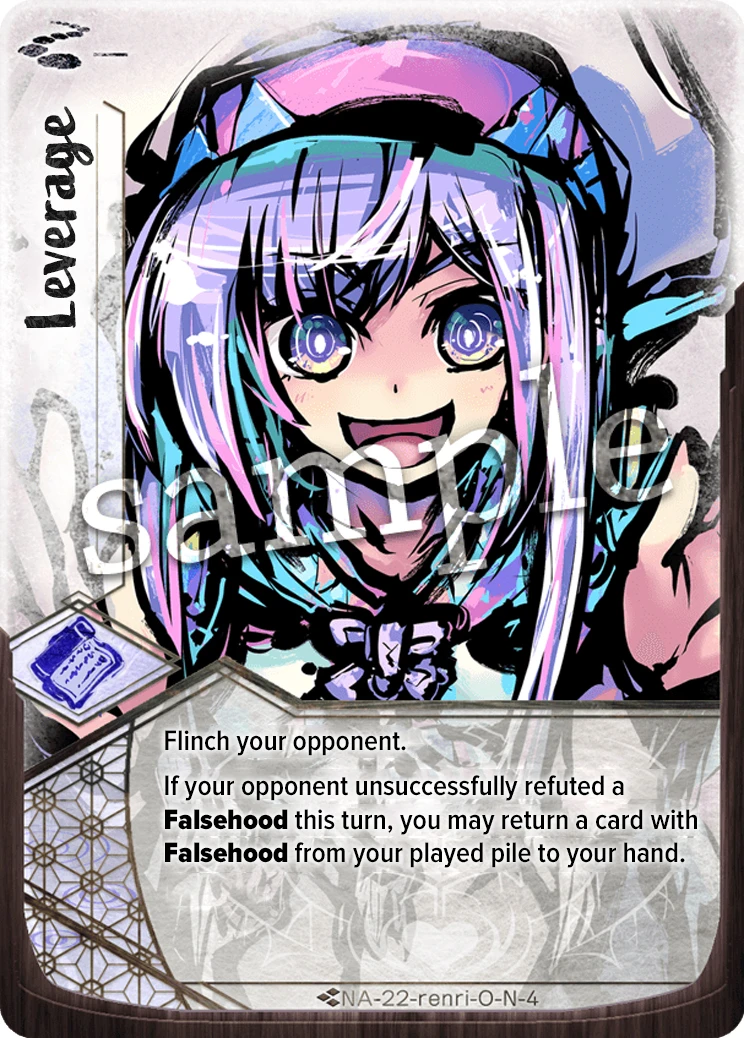 Leverage
sample
Flinch your opponent.
If your opponent unsuccessfully refuted a
Falsehood this turn, you may return a card with
Falsehood from your played pile to your hand.
NA-22-renri-O-N-4